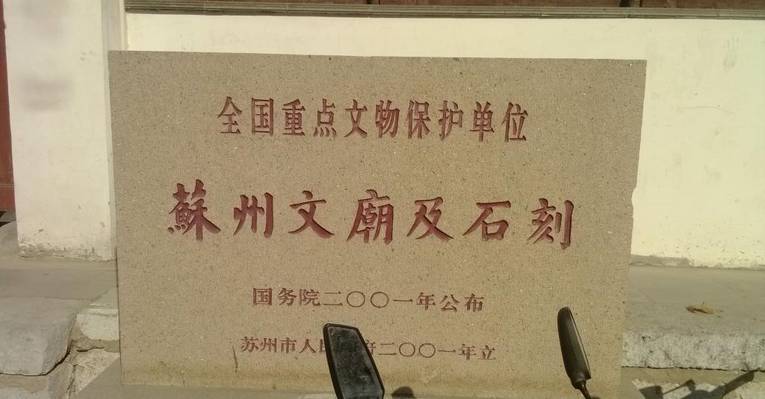 全国重点文物保护单位
蘇州文廟及石刻
国务院二〇〇一年公布
苏州市人民 府二〇〇一年立